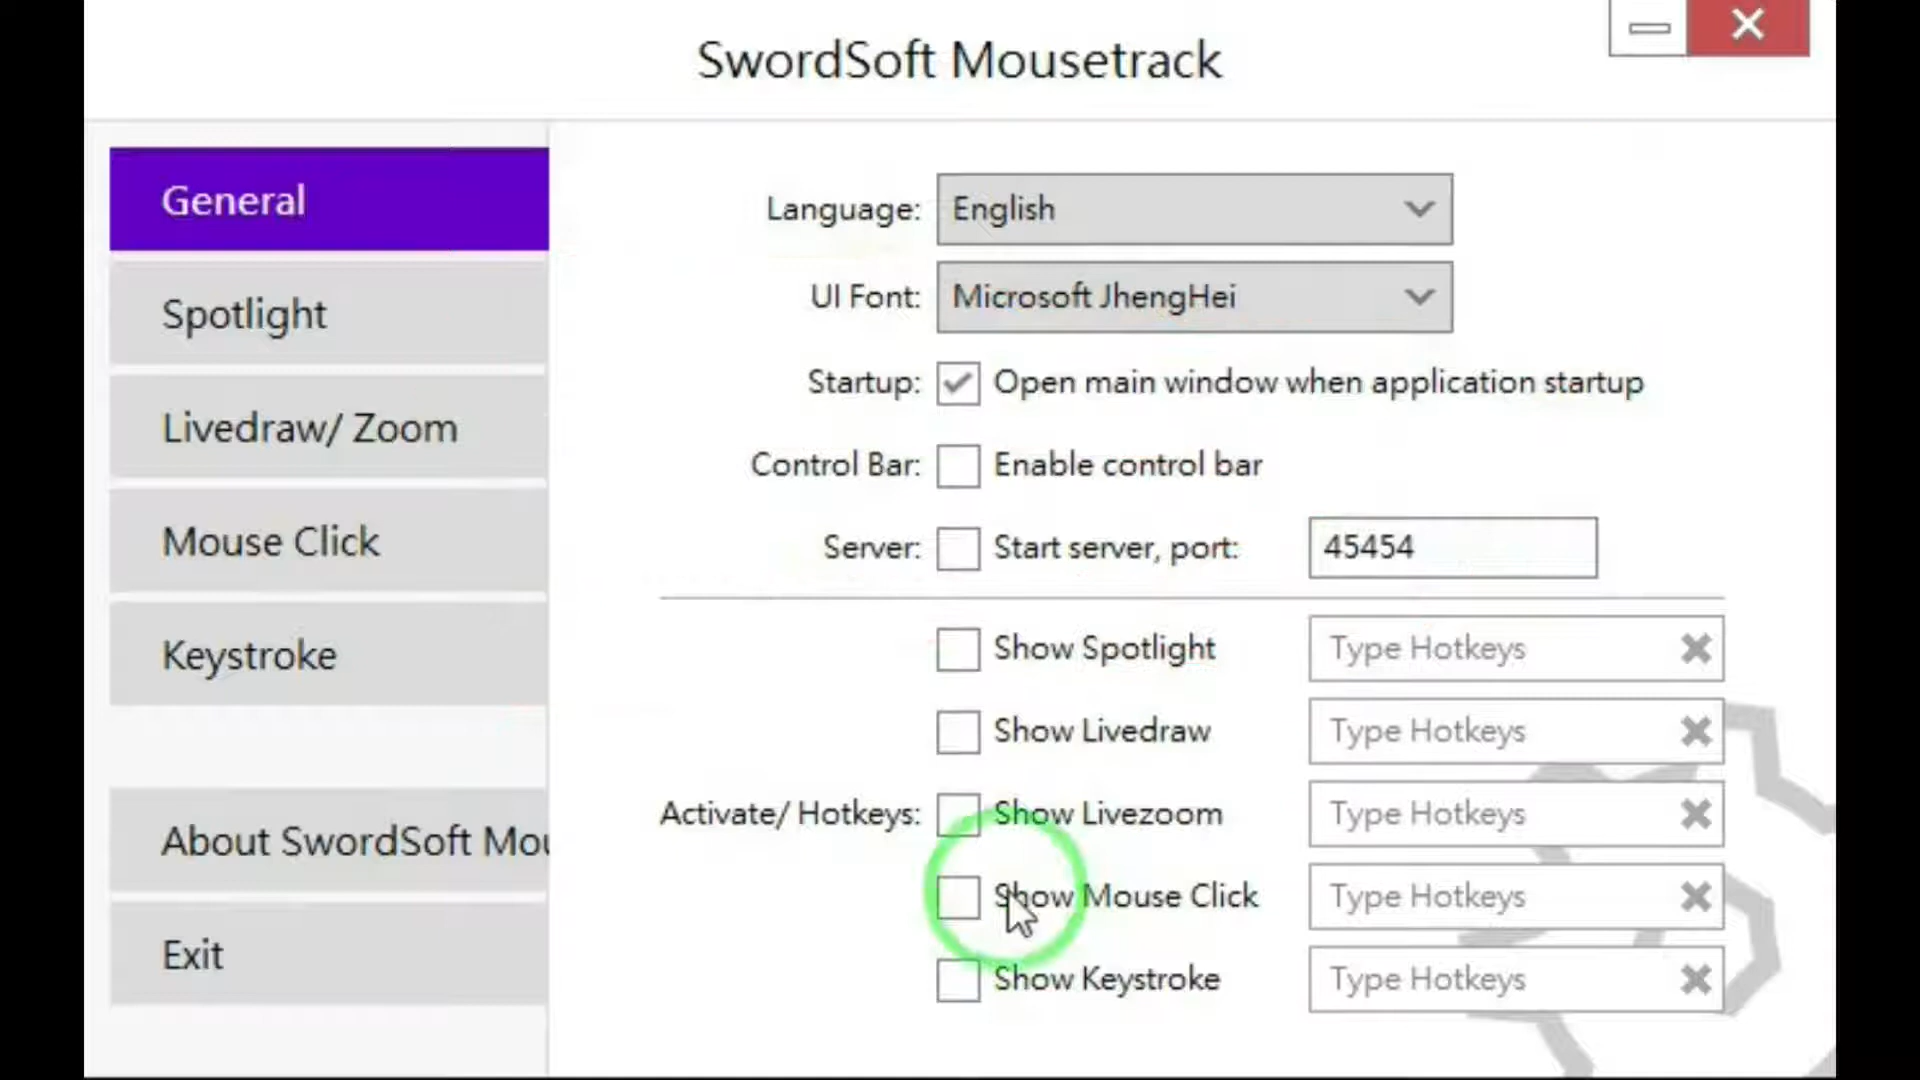 SwordSoft Mousetrack
General
Spotlight
Livedraw/ Zoom
Mouse Click
Keystroke
About SwordSoft Mou
Exit
Language: English
UI Font: Microsoft JhengHei
Startup: Open main window when application startup
Control Bar: Enable control bar
Server: Start server, port: 45454
Show Spotlight Type Hotkeys
Show Livedraw Type Hotkeys
Activate/ Hotkeys: Show Livezoom Type Hotkeys
Show Mouse Click Type Hotkeys
Show Keystroke Type Hotkeys